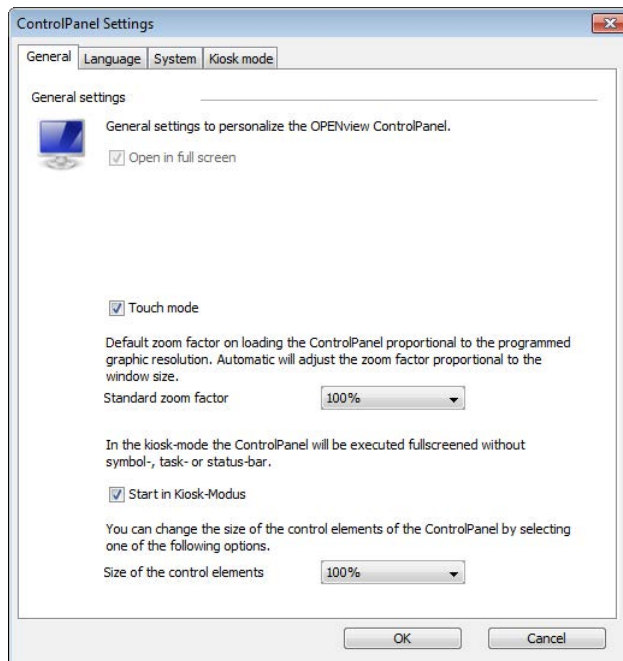 ControlPanel Settings
General Language System Kiosk mode
General settings
General settings to personalize the OPENview ControlPanel.
Open in full screen
Touch mode
Default zoom factor on loading the ControlPanel proportional to the programmed
graphic resolution. Automatic will adjust the zoom factor proportional to the
window size.
Standard zoom factor 100%
In the kiosk-mode the ControlPanel will be executed fullscreened without
symbol-, task- or status-bar.
Start in Kiosk-Modus
You can change the size of the control elements of the ControlPanel by selecting
one of the following options.
Size of the control elements 100%
OK Cancel